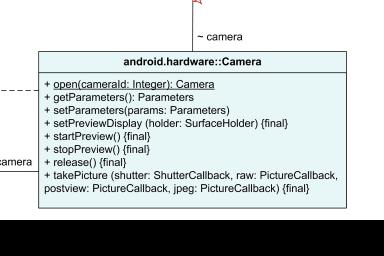 ~ camera
android.hardware::Camera
+ open(cameraId: Integer): Camera
+ getParameters(): Parameters
+ setParameters(params: Parameters)
+ setPreviewDisplay (holder: SurfaceHolder) {final}
+ startPreview() {final}
+ stopPreview() {final}
camera
+ release() {final}
+ takePicture (shutter: ShutterCallback, raw: PictureCallback,
postview: PictureCallback, jpeg: PictureCallback) {final}